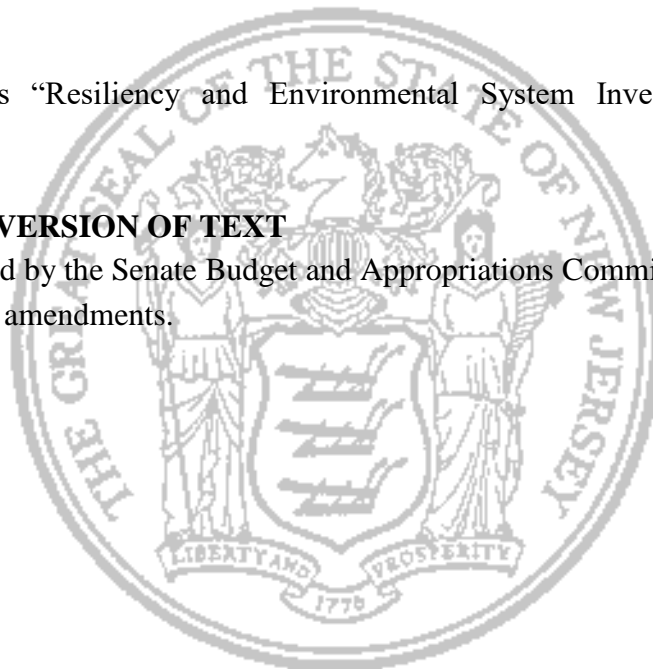 s “Resiliency and Environmental System Inve
VERSION OF TEXT
d by the Senate Budget and Appropriations Commi
amendments.
THE GREAT SEAL OF THE STATE OF NEW JERSEY
LIBERTY AND PROSPERITY
1776